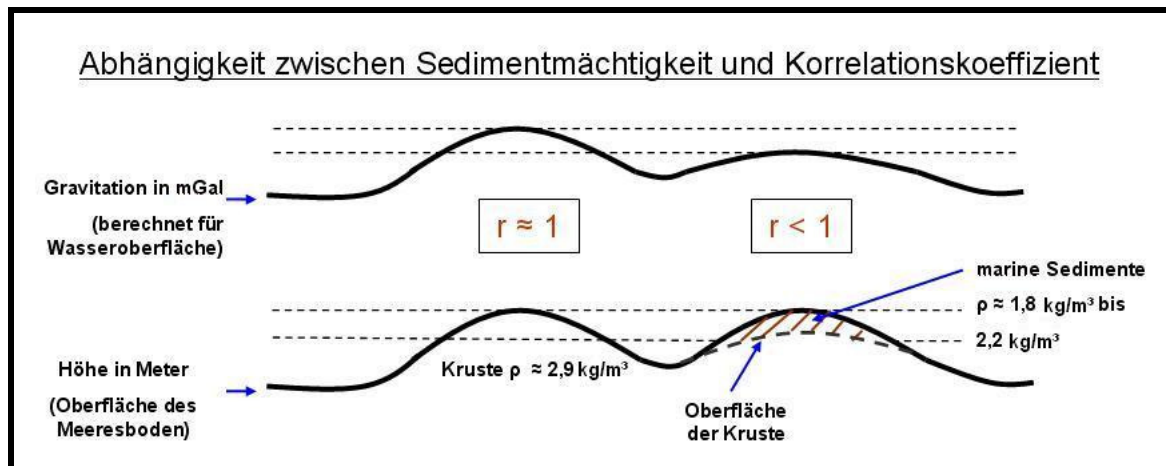 Abhängigkeit zwischen Sedimentmächtigkeit und Korrelationskoeffizient
Gravitation in mGal
(berechnet für
Wasseroberfläche)
r ≈ 1
r < 1
marine Sedimente
ρ ≈ 1,8 kg/m³ bis
2,2 kg/m³
Höhe in Meter
(Oberfläche des
Meeresboden)
Kruste ρ ≈ 2,9 kg/m³
Oberfläche
der Kruste